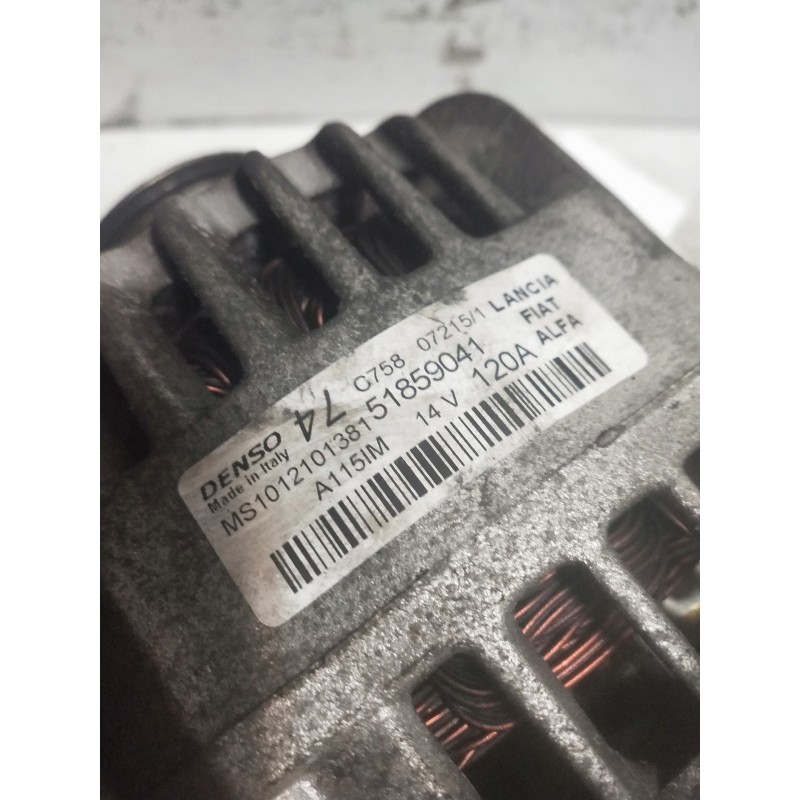 DENSO 74 C758 07215/1 LANCIA
Made in Italy FIAT
MS1012101381 51859041 ALFA
A115IM 14 V 120A